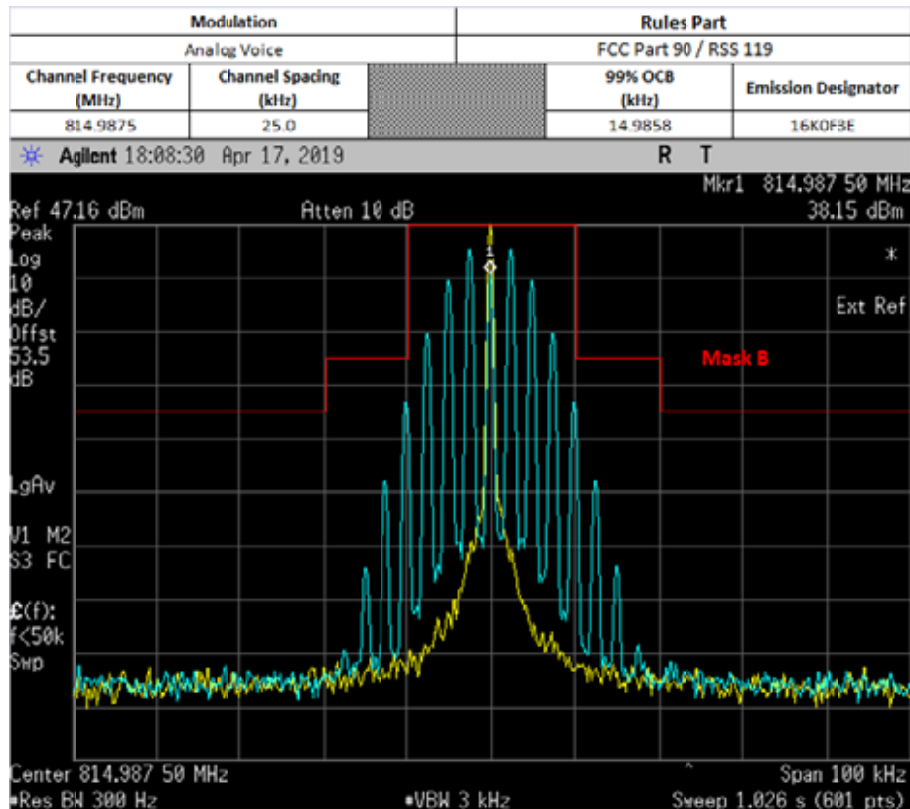 Modulation Rules Part
Analog Voice FCC Part 90 / RSS 119
Channel Frequency (MHz) Channel Spacing (kHz) 99% OCB (kHz) Emission Designator
814.9875 25.0 14.9858 16K0F3E
Agilent 18:08:30 Apr 17, 2019 R T
Mkr1 814.987 50 MHz
Ref 47.16 dBm Atten 10 dB 38.15 dBm
Peak
Log
10
dB/
Offst
53.5
dB
1
*
Ext Ref
Mask B
LgAv
V1 M2
S3 FC
£(f):
f<50k
Swp
Center 814.987 50 MHz ^ Span 100 kHz
*Res BW 300 Hz *VBW 3 kHz Sweep 1.026 s (601 pts)